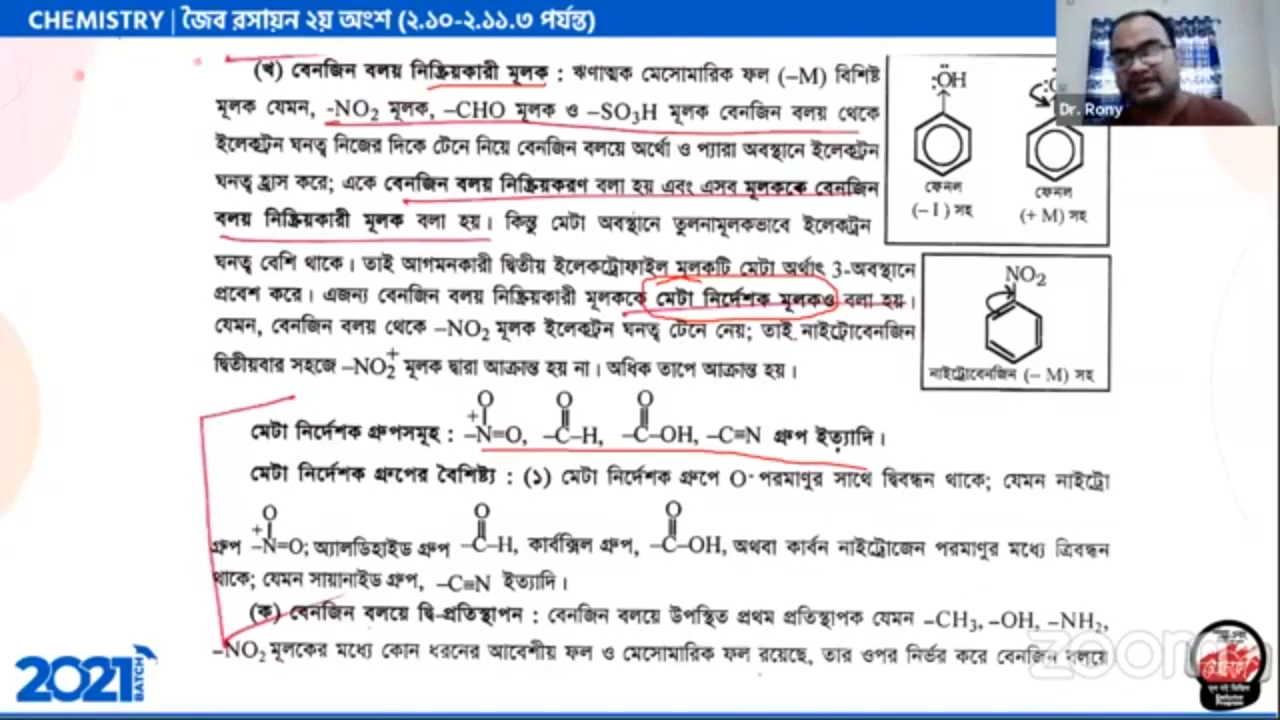 CHEMISTRY | জৈব রসায়ন ২য় অংশ (২.১০-২.১১.৩ পর্যন্ত)
Dr. Rony
(খ) বেনজিন বলয় নিষ্ক্রিয়কারী মূলক : ঋণাত্মক মেসোমারিক ফল (–M) বিশিষ্ট
মূলক যেমন, -NO₂ মূলক, –CHO মূলক ও –SO₃H মূলক বেনজিন বলয় থেকে
ইলেকট্রন ঘনত্ব নিজের দিকে টেনে নিয়ে বেনজিন বলয়ে অর্থো ও প্যারা অবস্থানে ইলেকট্রন
ঘনত্ব হ্রাস করে; একে বেনজিন বলয় নিষ্ক্রিয়করণ বলা হয় এবং এসব মূলককে বেনজিন
বলয় নিষ্ক্রিয়কারী মূলক বলা হয়। কিন্তু মেটা অবস্থানে তুলনামূলকভাবে ইলেকট্রন
ঘনত্ব বেশি থাকে। তাই আগমনকারী দ্বিতীয় ইলেকট্রোফাইল মূলকটি মেটা অর্থাৎ 3-অবস্থানে
প্রবেশ করে। এজন্য বেনজিন বলয় নিষ্ক্রিয়কারী মূলককে মেটা নির্দেশক মূলকও বলা হয়।
যেমন, বেনজিন বলয় থেকে –NO₂ মূলক ইলেকট্রন ঘনত্ব টেনে নেয়; তাই নাইট্রোবেনজিন
দ্বিতীয়বার সহজে –NO₂⁺ মূলক দ্বারা আক্রান্ত হয় না। অধিক তাপে আক্রান্ত হয়।
:ÖH
ফেনল
(– I ) সহ
ফেনল
(+ M) সহ
NO₂
নাইট্রোবেনজিন (– M) সহ
O O O
মেটা নির্দেশক গ্রুপসমূহ : –N⁺=O, –C–H, –C–OH, –C≡N গ্রুপ ইত্যাদি।
মেটা নির্দেশক গ্রুপের বৈশিষ্ট্য : (১) মেটা নির্দেশক গ্রুপে O-পরমাণুর সাথে দ্বিবন্ধন থাকে; যেমন নাইট্রো
O O O
গ্রুপ –N⁺=O; অ্যালডিহাইড গ্রুপ –C–H, কার্বক্সিল গ্রুপ, –C–OH, অথবা কার্বন নাইট্রোজেন পরমাণুর মধ্যে ত্রিবন্ধন
থাকে; যেমন সায়ানাইড গ্রুপ, –C≡N ইত্যাদি।
(ক) বেনজিন বলয়ে দ্বি-প্রতিস্থাপন : বেনজিন বলয়ে উপস্থিত প্রথম প্রতিস্থাপক যেমন –CH₃, –OH, –NH₂,
–NO₂ মূলকের মধ্যে কোন ধরনের আবেশীয় ফল ও মেসোমারিক ফল রয়েছে, তার ওপর নির্ভর করে বেনজিন বলয়ে
2021 BATCH
zoom